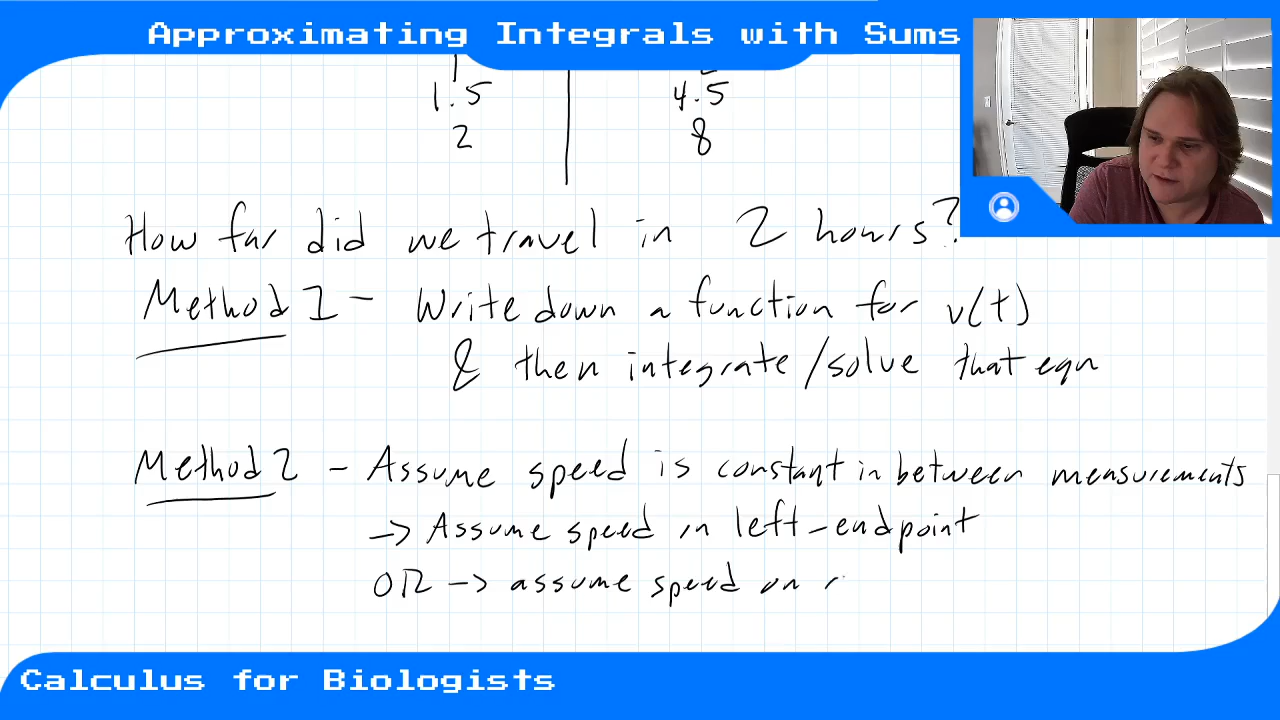 Approximating Integrals with Sums
1.5 4.5
2 8
How far did we travel in 2 hours?
Method 1 - Write down a function for v(t)
& then integrate/solve that eqn
Method 2 - Assume speed is constant in between measurements
-> Assume speed in left-endpoint
OR -> assume speed on
Calculus for Biologists